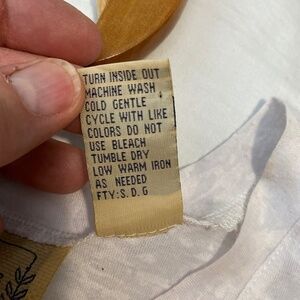 TURN INSIDE OUT
MACHINE WASH,
COLD GENTLE
CYCLE WITH LIKE
COLORS DO NOT
USE BLEACH
TUMBLE DRY
LOW WARM IRON
AS NEEDED
FTY:S.D.G